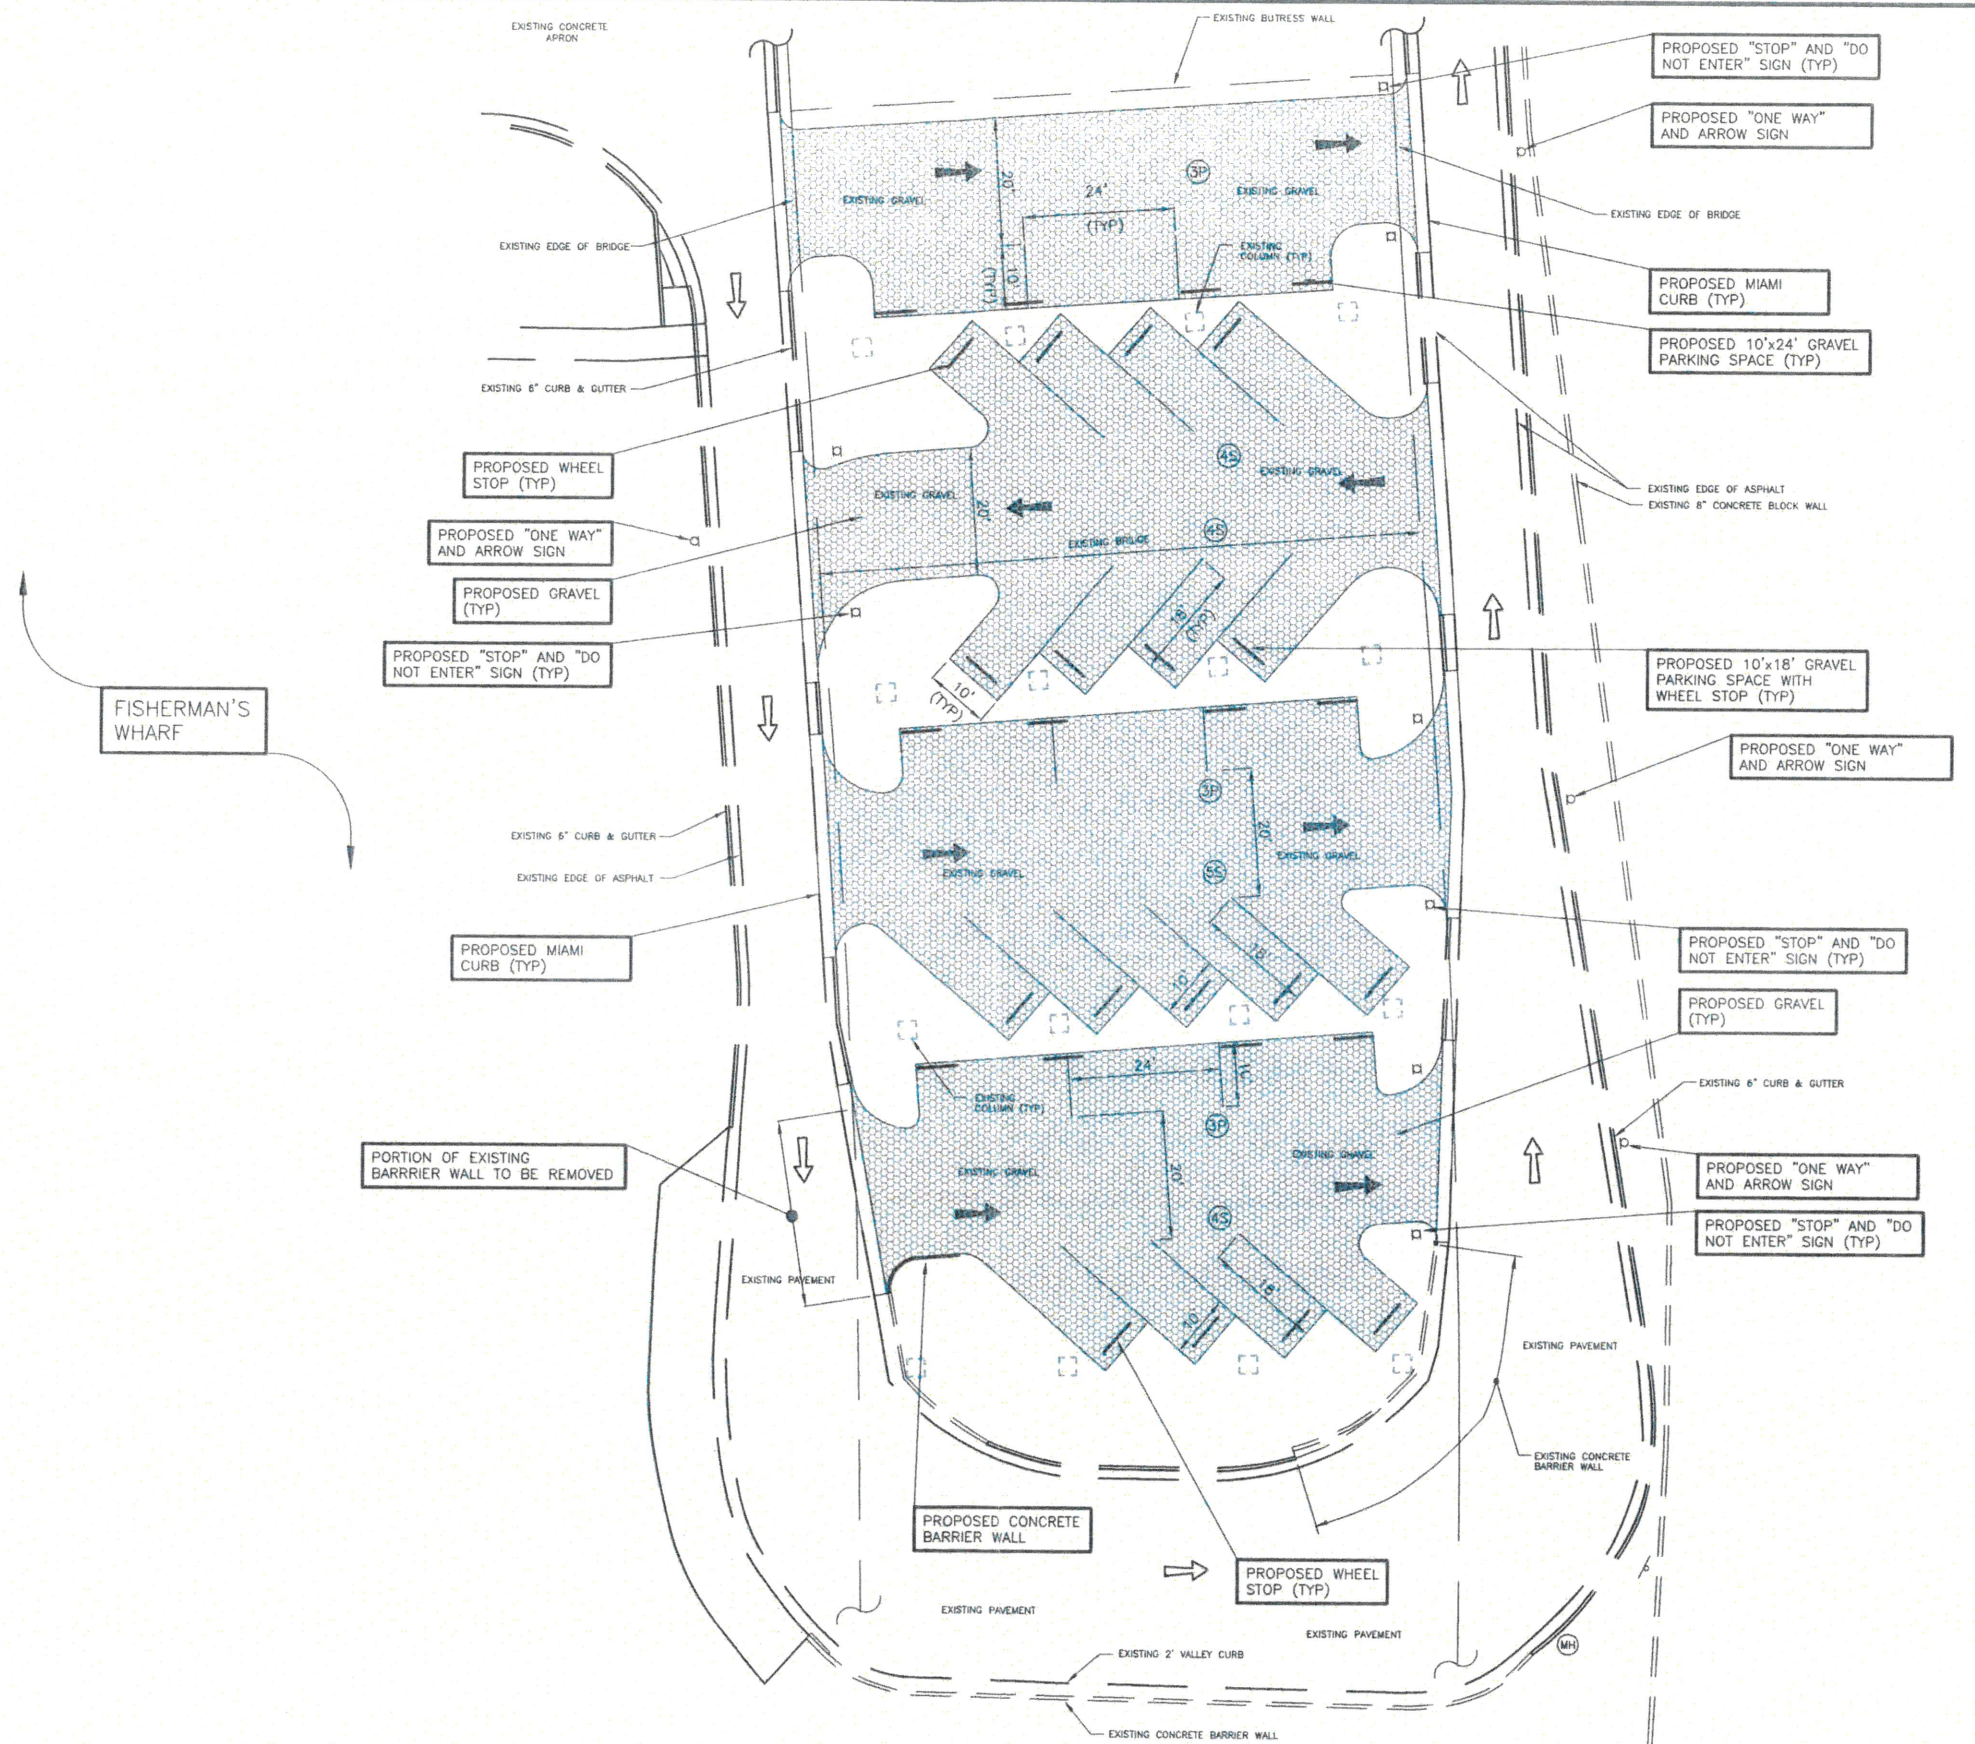 EXISTING CONCRETE
APRON
EXISTING BUTRESS WALL
PROPOSED "STOP" AND "DO
NOT ENTER" SIGN (TYP)
PROPOSED "ONE WAY"
AND ARROW SIGN
EXISTING EDGE OF BRIDGE
EXISTING EDGE OF BRIDGE
EXISTING GRAVEL
20'
24'
(TYP)
3P
EXISTING GRAVEL
EXISTING
COLUMN (TYP)
10'
(TYP)
PROPOSED MIAMI
CURB (TYP)
PROPOSED 10'x24' GRAVEL
PARKING SPACE (TYP)
EXISTING 6" CURB & GUTTER
PROPOSED WHEEL
STOP (TYP)
PROPOSED "ONE WAY"
AND ARROW SIGN
PROPOSED GRAVEL
(TYP)
PROPOSED "STOP" AND "DO
NOT ENTER" SIGN (TYP)
EXISTING GRAVEL
20'
4S
EXISTING GRAVEL
4S
EXISTING BRIDGE
EXISTING EDGE OF ASPHALT
EXISTING 8" CONCRETE BLOCK WALL
18'
(TYP)
10'
(TYP)
PROPOSED 10'x18' GRAVEL
PARKING SPACE WITH
WHEEL STOP (TYP)
FISHERMAN'S
WHARF
PROPOSED "ONE WAY"
AND ARROW SIGN
EXISTING 6" CURB & GUTTER
EXISTING EDGE OF ASPHALT
PROPOSED MIAMI
CURB (TYP)
3P
20'
EXISTING GRAVEL
EXISTING GRAVEL
5S
18'
10'
PROPOSED "STOP" AND "DO
NOT ENTER" SIGN (TYP)
PROPOSED GRAVEL
(TYP)
EXISTING 6" CURB & GUTTER
24'
10'
EXISTING
COLUMN (TYP)
3P
20'
EXISTING GRAVEL
EXISTING GRAVEL
4S
18'
10'
PORTION OF EXISTING
BARRRIER WALL TO BE REMOVED
PROPOSED "ONE WAY"
AND ARROW SIGN
PROPOSED "STOP" AND "DO
NOT ENTER" SIGN (TYP)
EXISTING PAVEMENT
EXISTING PAVEMENT
EXISTING CONCRETE
BARRIER WALL
PROPOSED CONCRETE
BARRIER WALL
PROPOSED WHEEL
STOP (TYP)
EXISTING PAVEMENT
EXISTING PAVEMENT
MH
EXISTING 2' VALLEY CURB
EXISTING CONCRETE BARRIER WALL